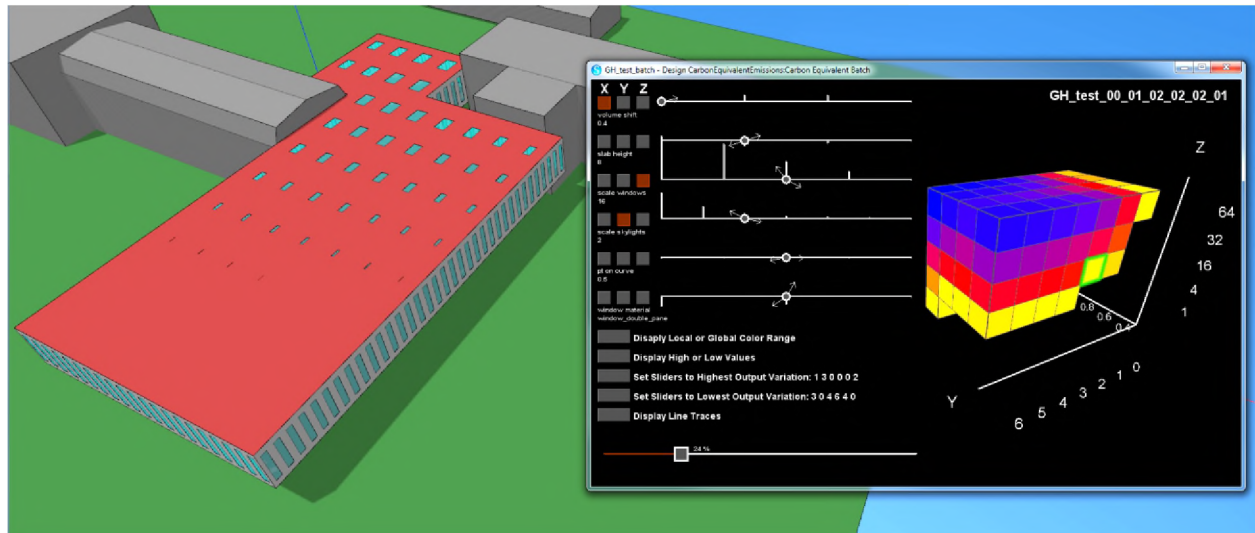 GH_test_batch - Design CarbonEquivalentEmissions:Carbon Equivalent Batch
X Y Z
GH_test_00_01_02_02_02_01
volume shift
0.4
slab height
8
scale windows
16
scale skylights
2
pt on curve
0.5
window material
window_double_pane
Disaply Local or Global Color Range
Display High or Low Values
Set Sliders to Highest Output Variation: 1 3 0 0 0 2
Set Sliders to Lowest Output Variation: 3 0 4 6 4 0
Display Line Traces
24 %
Z
64
32
16
4
1
0.8
0.6
0.4
Y
6 5 4 3 2 1 0